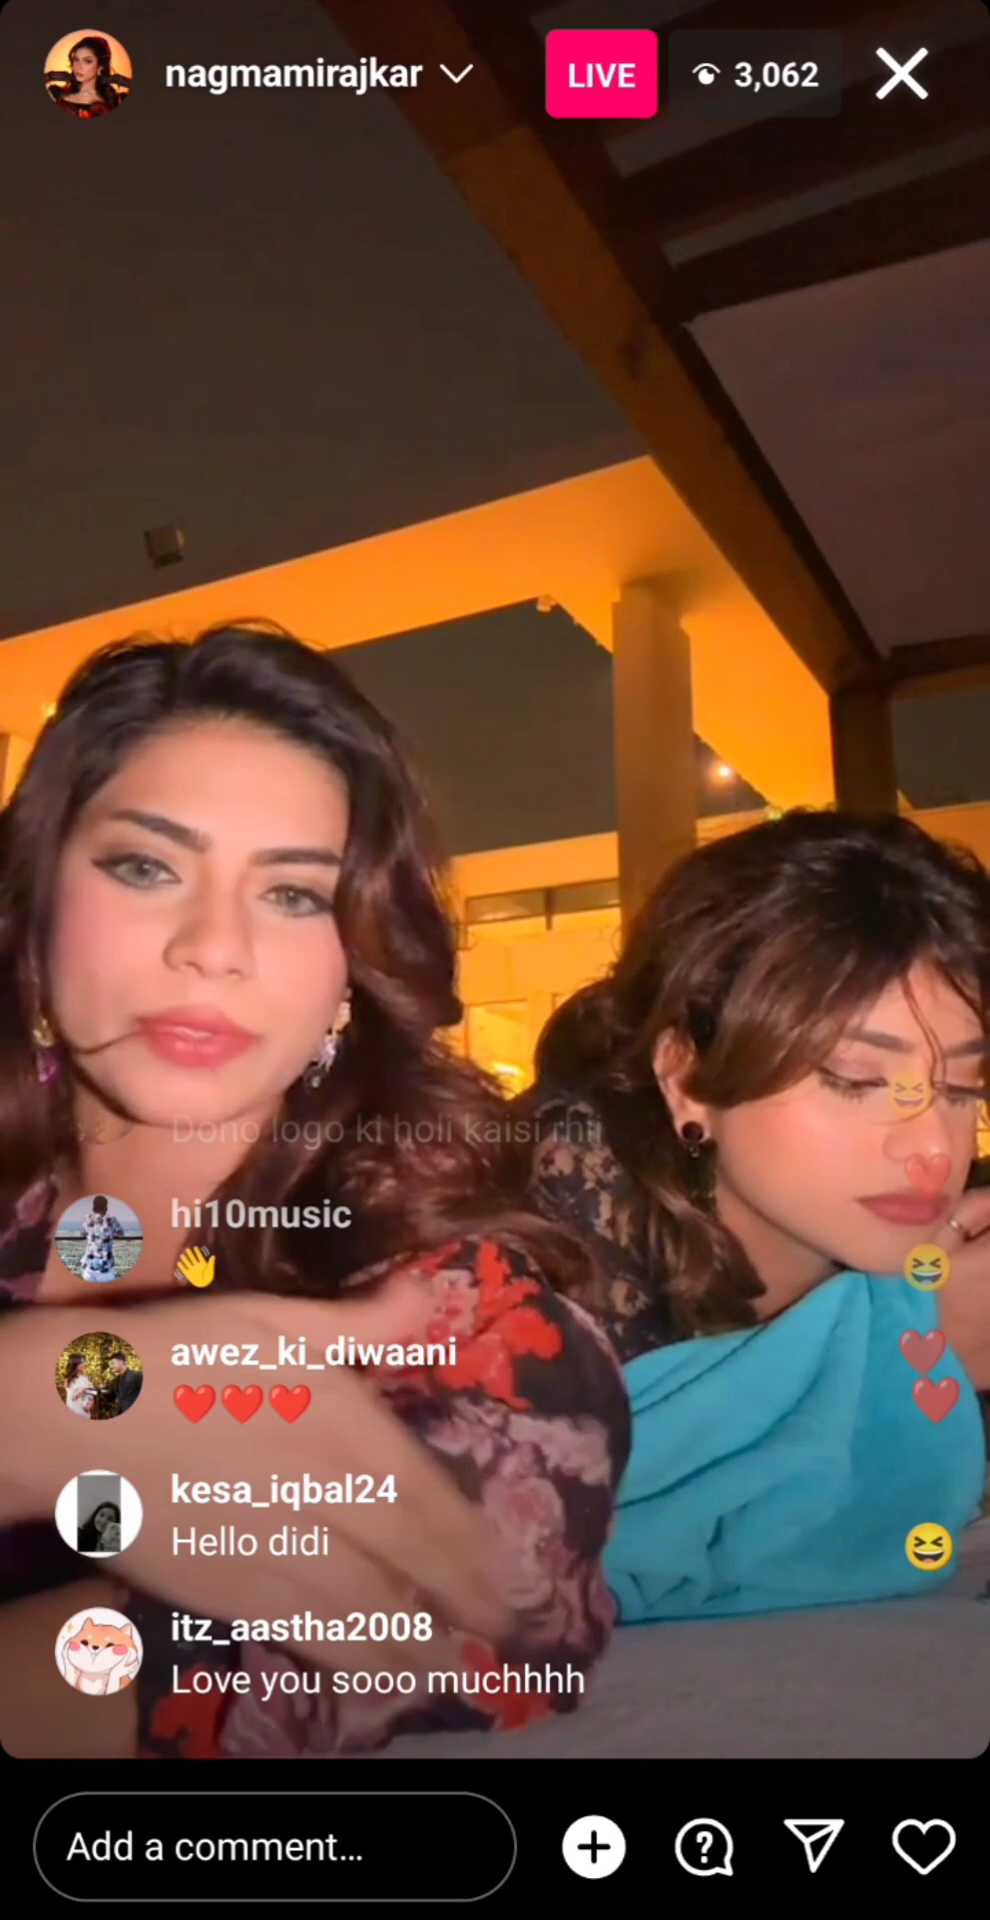 nagmamirajkar
LIVE
3,062
Dono logo ki holi kaisi rhii
hi10music
👋
awez_ki_diwaani
❤️❤️❤️
kesa_iqbal24
Hello didi
itz_aastha2008
Love you sooo muchhhh
Add a comment...